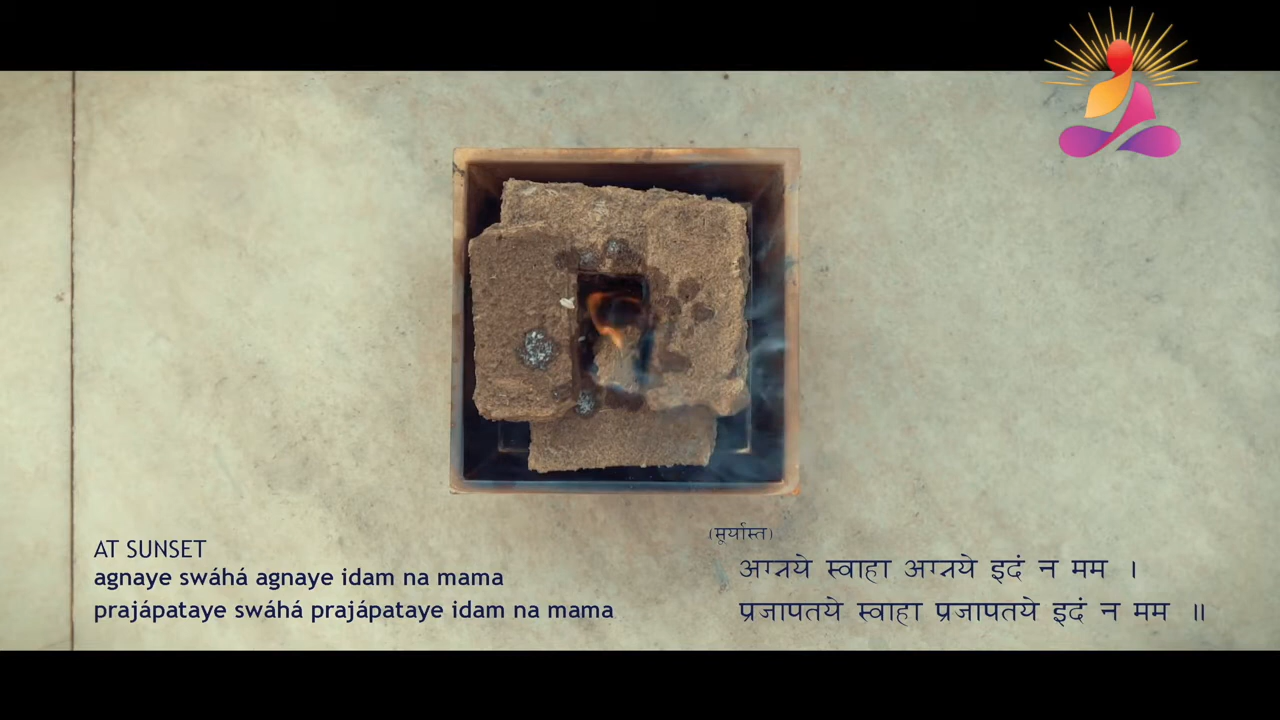 AT SUNSET
agnaye swáhá agnaye idam na mama
prajápataye swáhá prajápataye idam na mama
(सूर्यास्त)
अग्नये स्वाहा अग्नये इदं न मम ।
प्रजापतये स्वाहा प्रजापतये इदं न मम ॥